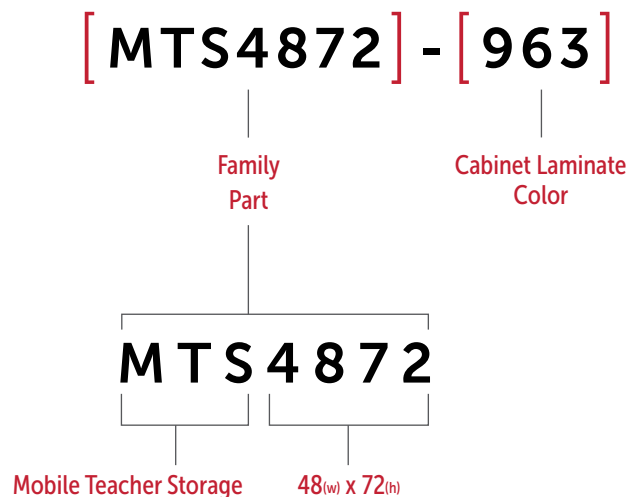 [MTS4872] - [963]
Family
Part
Cabinet Laminate
Color
MTS4872
Mobile Teacher Storage
48(w) x 72(h)